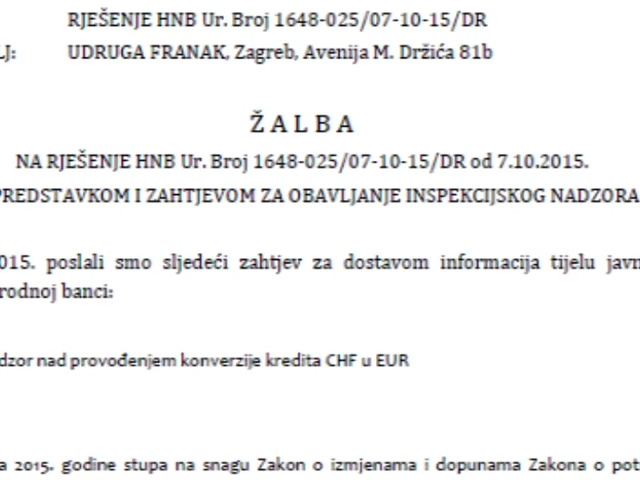 RJEŠENJE HNB Ur. Broj 1648-025/07-10-15/DR
LJ: UDRUGA FRANAK, Zagreb, Avenija M. Držića 81b
Ž A L B A
NA RJEŠENJE HNB Ur. Broj 1648-025/07-10-15/DR od 7.10.2015.
PREDSTAVKOM I ZAHTJEVOM ZA OBAVLJANJE INSPEKCIJSKOG NADZORA
015. poslali smo sljedeći zahtjev za dostavom informacija tijelu javn
rodnoj banci:
dzor nad provođenjem konverzije kredita CHF u EUR
a 2015. godine stupa na snagu Zakon o izmjenama i dopunama Zakona o pot